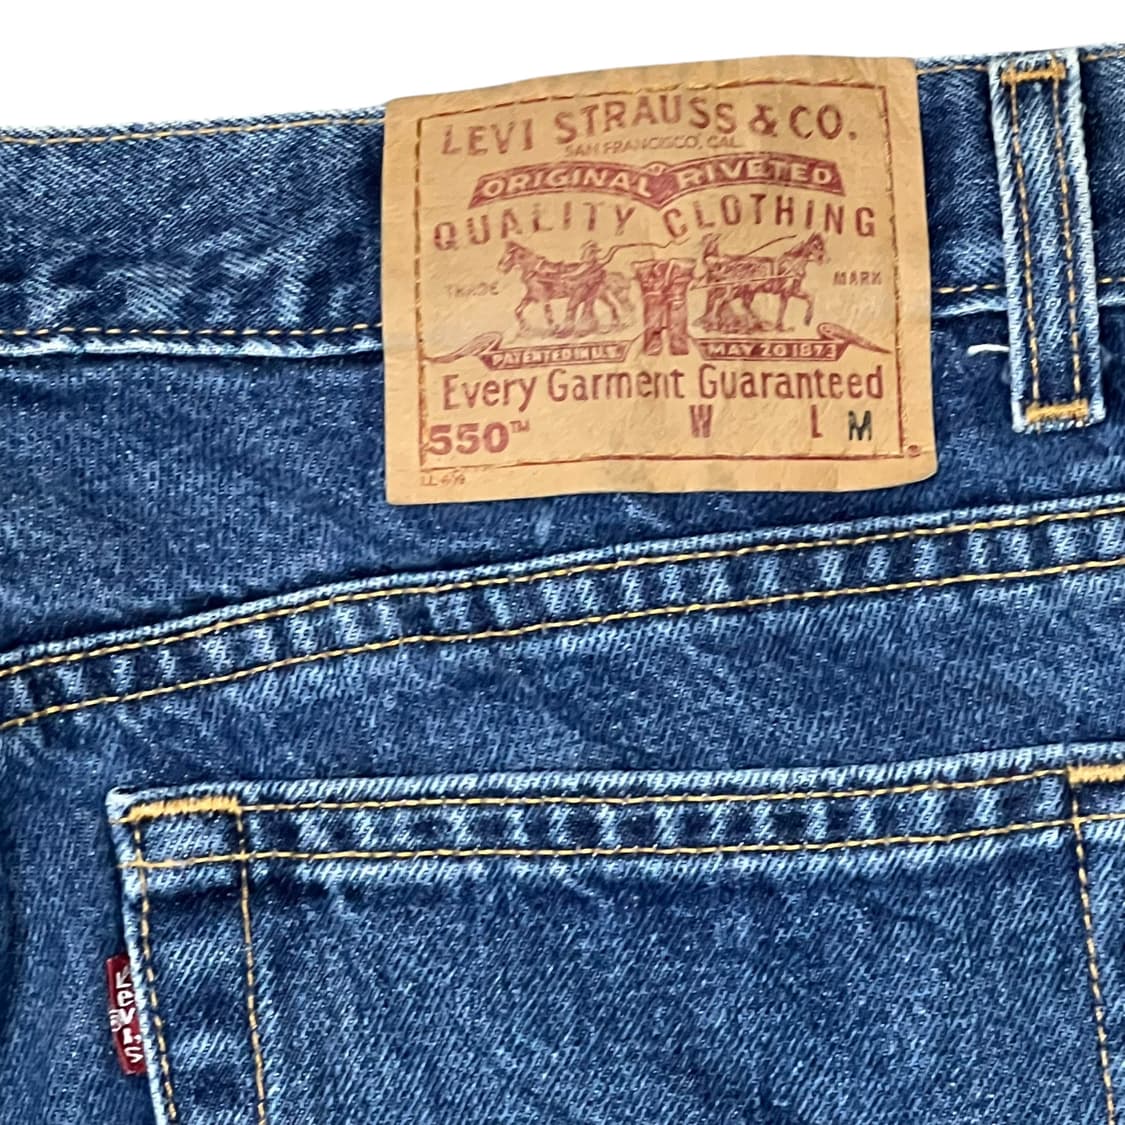 LEVI STRAUSS & CO.
SAN FRANCISCO, CAL.
ORIGINAL RIVETED
QUALITY CLOTHING
TRADE MARK
PATENTED IN U.S. MAY 20 1873
Every Garment Guaranteed
550™ W L M
®
LEVI'S
®